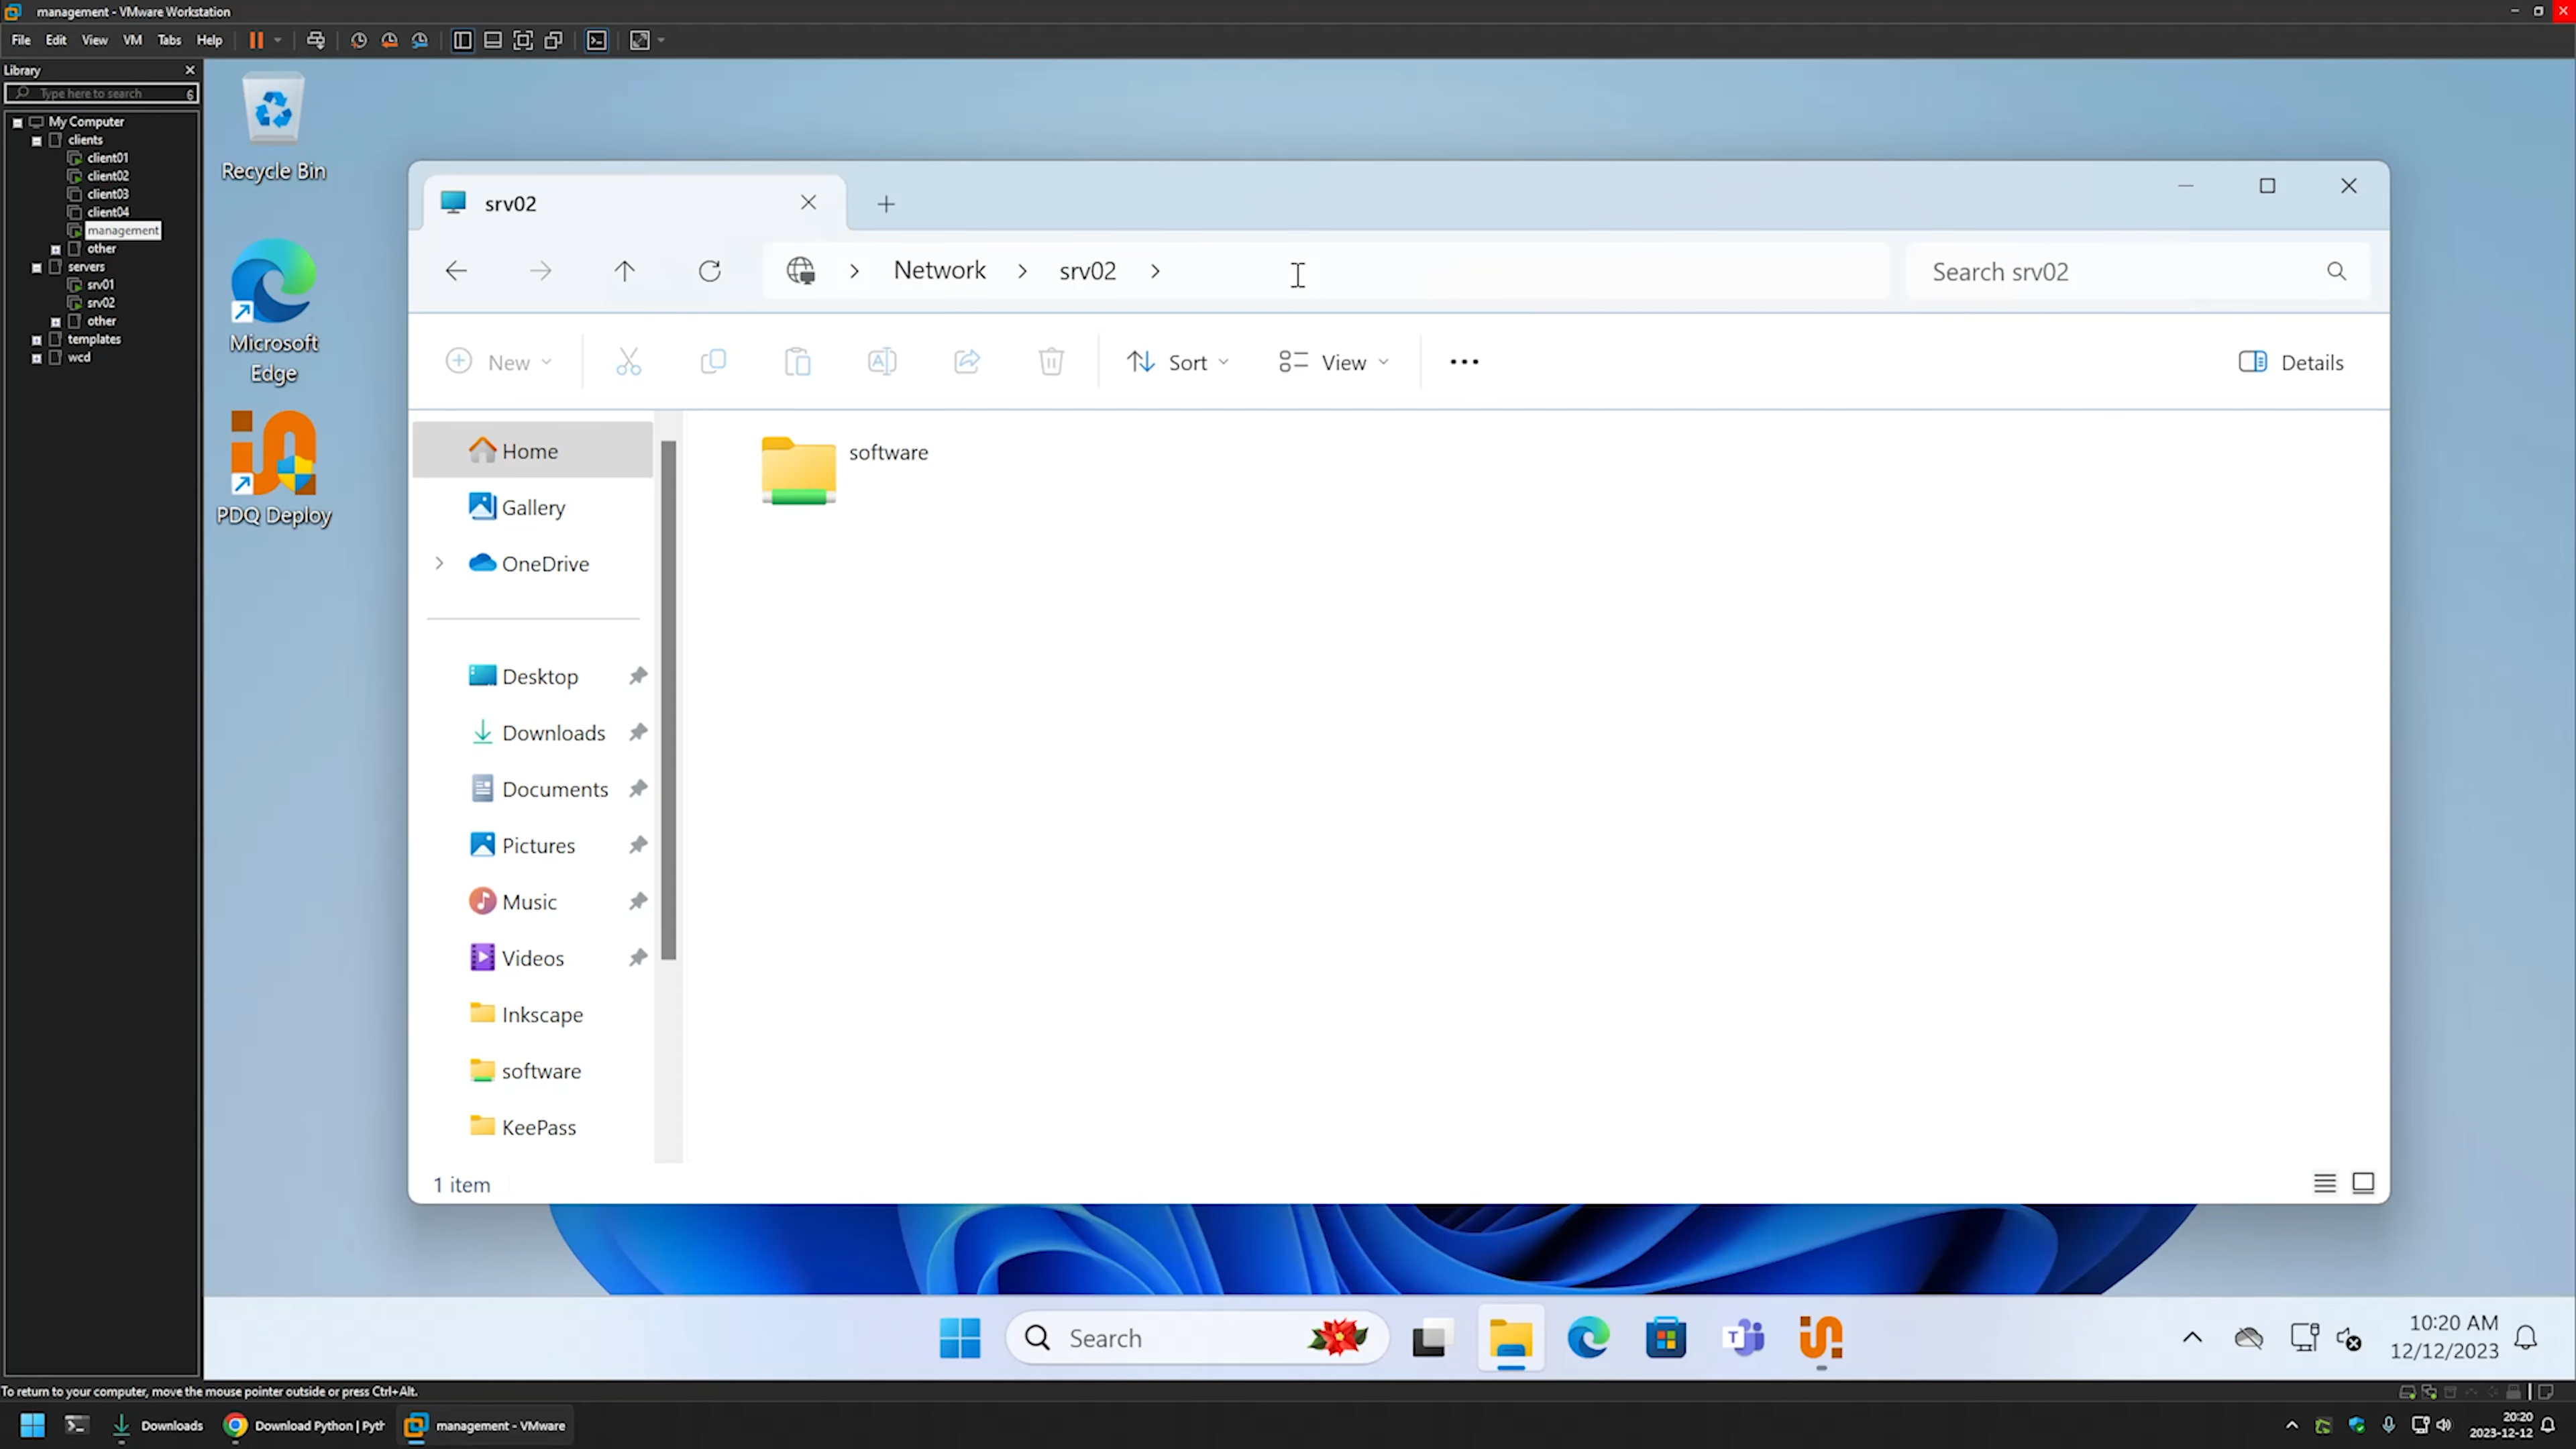 management - VMware Workstation
File Edit View VM Tabs Help
Library
Type here to search
6
My Computer
clients
client01
client02
client03
client04
management
other
servers
srv01
srv02
other
templates
wcd
Recycle Bin
Microsoft
Edge
PDQ Deploy
srv02
Network
srv02
Search srv02
New
Sort
View
Details
Home
Gallery
OneDrive
Desktop
Downloads
Documents
Pictures
Music
Videos
Inkscape
software
KeePass
software
1 item
Search
10:20 AM
12/12/2023
To return to your computer, move the mouse pointer outside or press Ctrl+Alt.
Downloads
Download Python | Pyth
management - VMware
20:20
2023-12-12